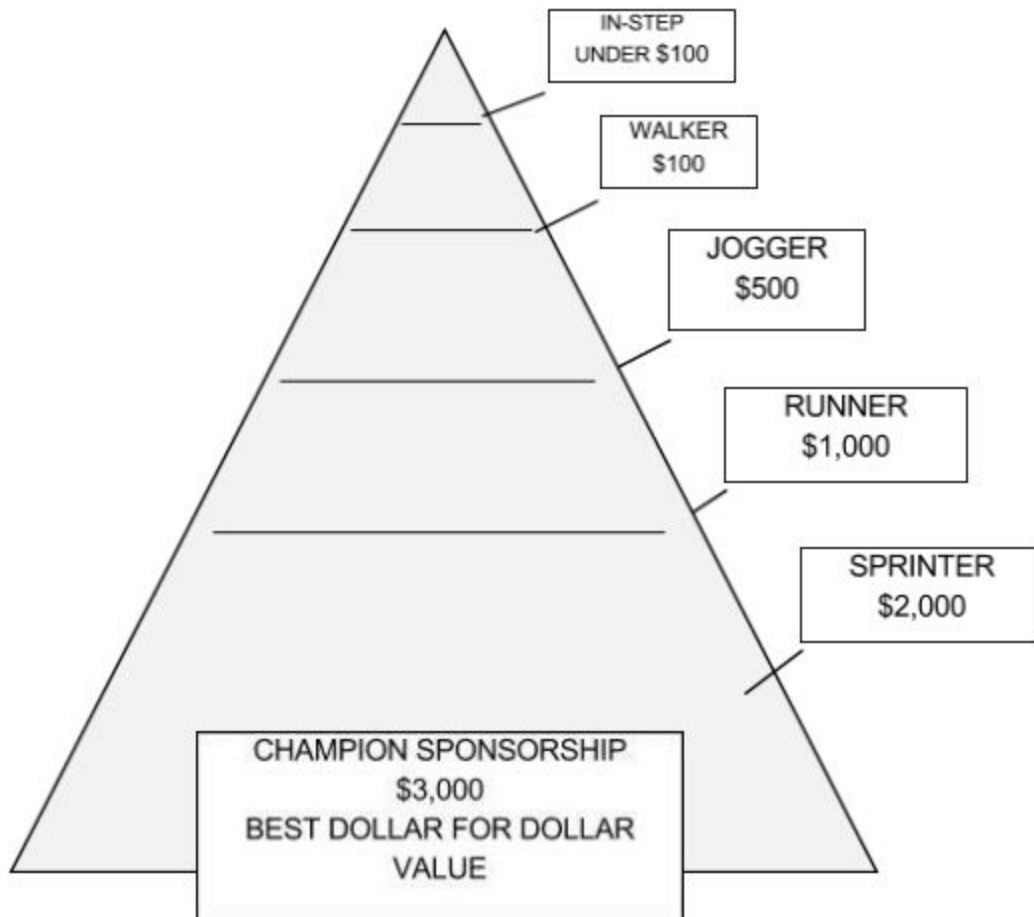 IN-STEP
UNDER $100
WALKER
$100
JOGGER
$500
RUNNER
$1,000
SPRINTER
$2,000
CHAMPION SPONSORSHIP
$3,000
BEST DOLLAR FOR DOLLAR
VALUE